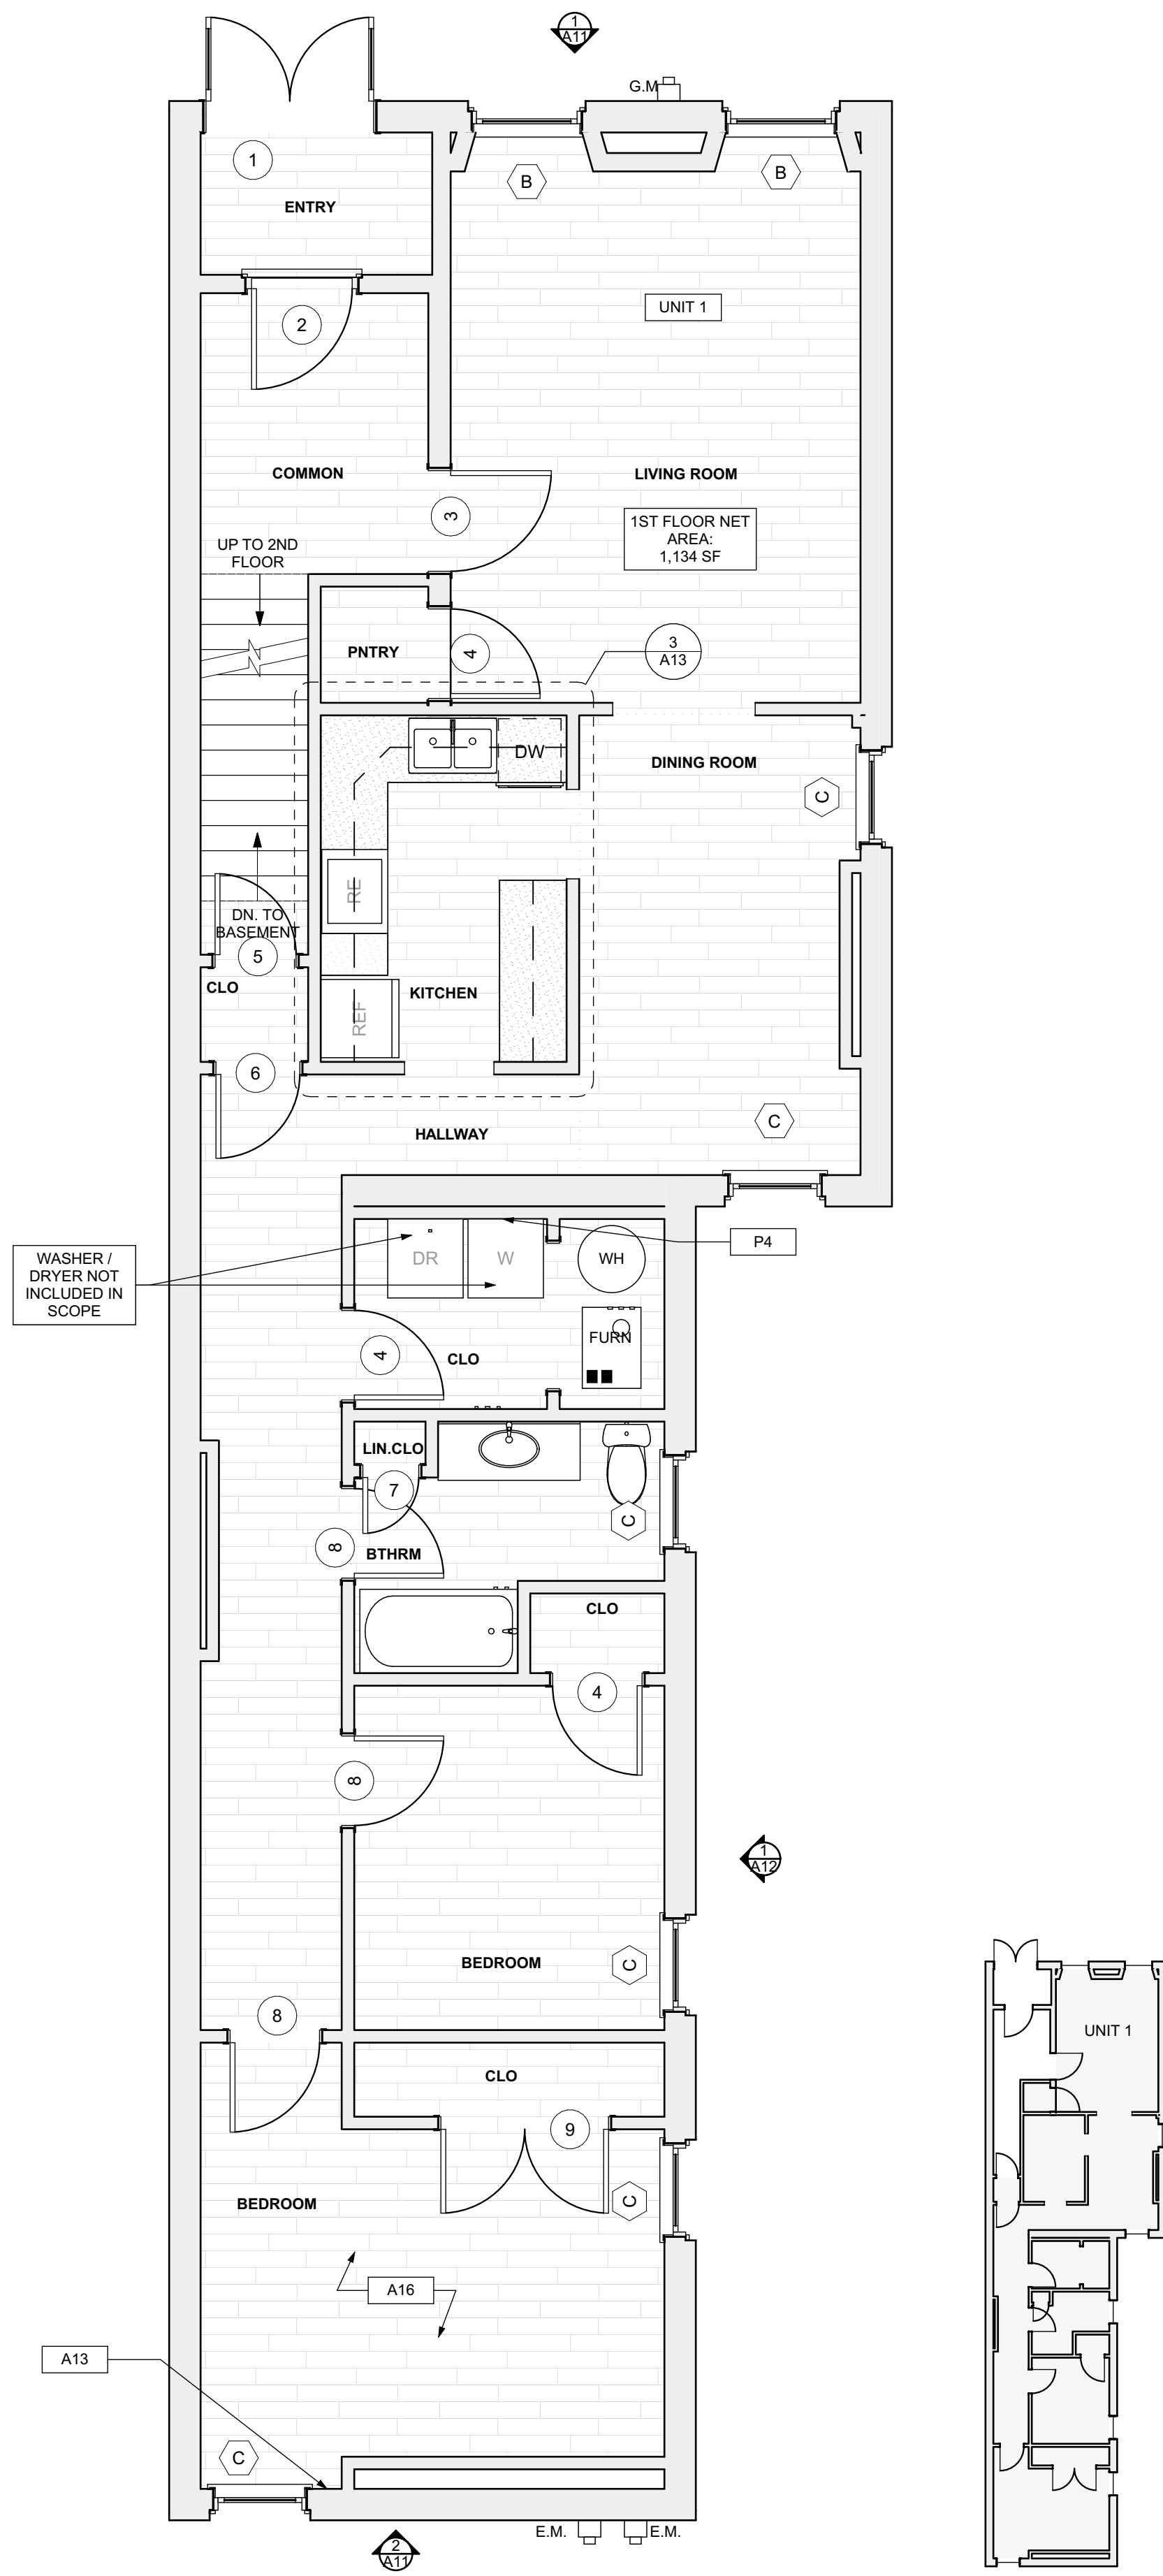 1
A11
G.M
1
B
B
ENTRY
2
UNIT 1
COMMON
LIVING ROOM
3
1ST FLOOR NET
AREA:
1,134 SF
UP TO 2ND
FLOOR
PNTRY
4
3
A13
DW
DINING ROOM
C
RE
DN. TO
BASEMENT
5
CLO
KITCHEN
REF
6
C
HALLWAY
P4
WASHER /
DRYER NOT
INCLUDED IN
SCOPE
DR
W
WH
FURN
4
CLO
LIN.CLO
7
C
8
BTHRM
CLO
4
8
1
A12
BEDROOM
C
8
UNIT 1
CLO
9
BEDROOM
C
A16
A13
C
E.M.
E.M.
2
A11